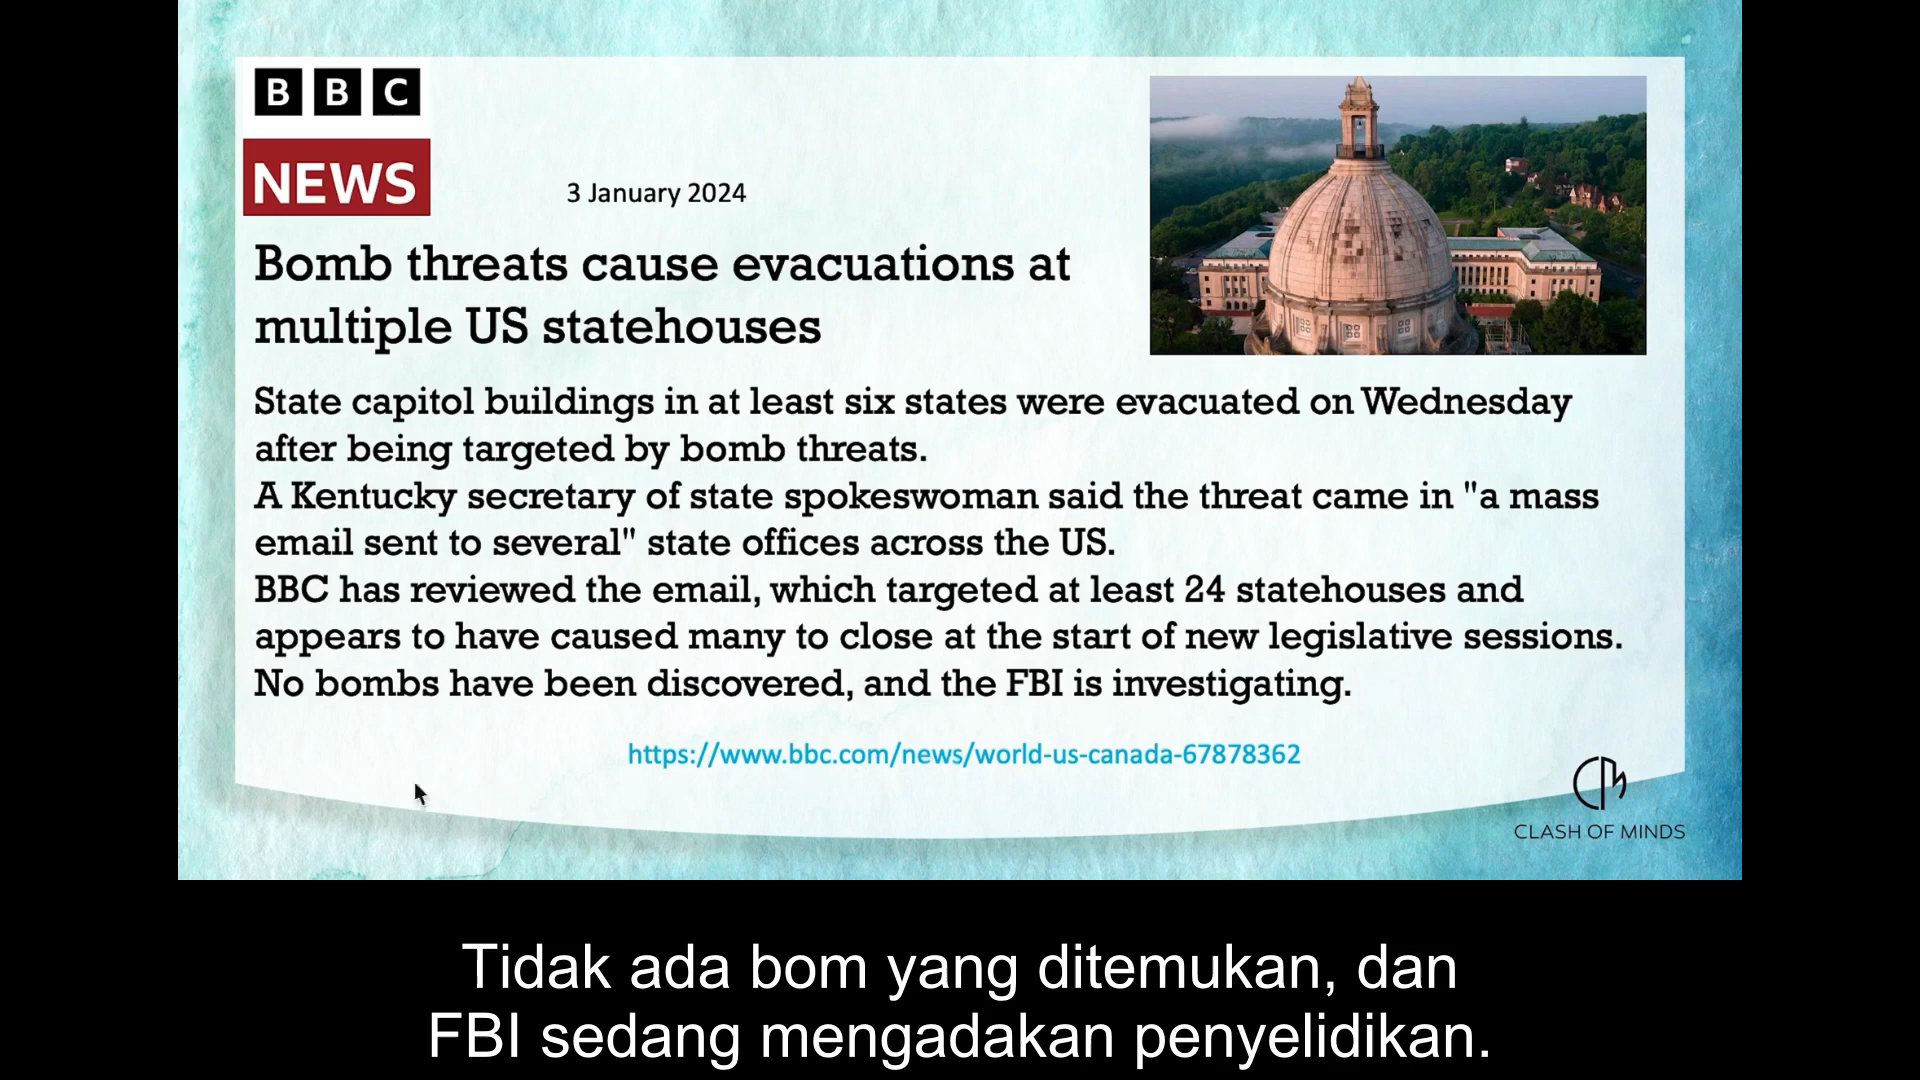 BBC
NEWS
3 January 2024
Bomb threats cause evacuations at
multiple US statehouses
State capitol buildings in at least six states were evacuated on Wednesday
after being targeted by bomb threats.
A Kentucky secretary of state spokeswoman said the threat came in "a mass
email sent to several" state offices across the US.
BBC has reviewed the email, which targeted at least 24 statehouses and
appears to have caused many to close at the start of new legislative sessions.
No bombs have been discovered, and the FBI is investigating.
https://www.bbc.com/news/world-us-canada-67878362
CM
CLASH OF MINDS
Tidak ada bom yang ditemukan, dan
FBI sedang mengadakan penyelidikan.